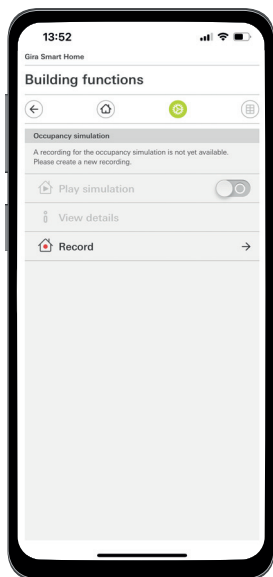 13:52
Gira Smart Home
Building functions
Occupancy simulation
A recording for the occupancy simulation is not yet available.
Please create a new recording.
Play simulation
View details
Record